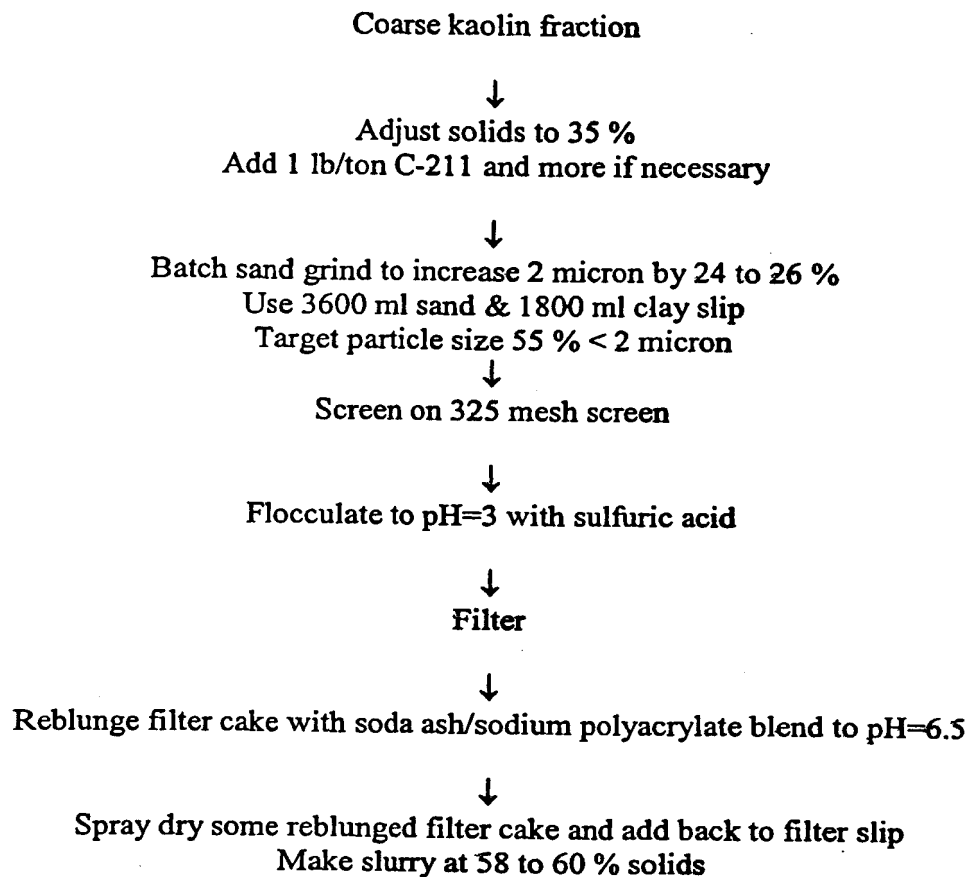 Coarse kaolin fraction
↓
Adjust solids to 35 %
Add 1 lb/ton C-211 and more if necessary
↓
Batch sand grind to increase 2 micron by 24 to 26 %
Use 3600 ml sand & 1800 ml clay slip
Target particle size 55 % < 2 micron
↓
Screen on 325 mesh screen
↓
Flocculate to pH=3 with sulfuric acid
↓
Filter
↓
Reblunge filter cake with soda ash/sodium polyacrylate blend to pH=6.5
↓
Spray dry some reblunged filter cake and add back to filter slip
Make slurry at 58 to 60 % solids